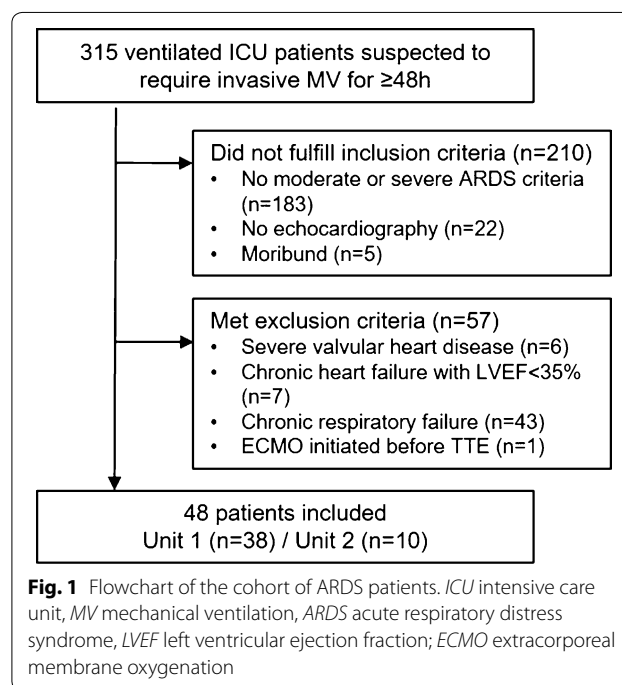 315 ventilated ICU patients suspected to
require invasive MV for ≥48h
Did not fulfill inclusion criteria (n=210)
• No moderate or severe ARDS criteria
(n=183)
• No echocardiography (n=22)
• Moribund (n=5)
Met exclusion criteria (n=57)
• Severe valvular heart disease (n=6)
• Chronic heart failure with LVEF<35%
(n=7)
• Chronic respiratory failure (n=43)
• ECMO initiated before TTE (n=1)
48 patients included
Unit 1 (n=38) / Unit 2 (n=10)
Fig. 1 Flowchart of the cohort of ARDS patients. ICU intensive care
unit, MV mechanical ventilation, ARDS acute respiratory distress
syndrome, LVEF left ventricular ejection fraction; ECMO extracorporeal
membrane oxygenation